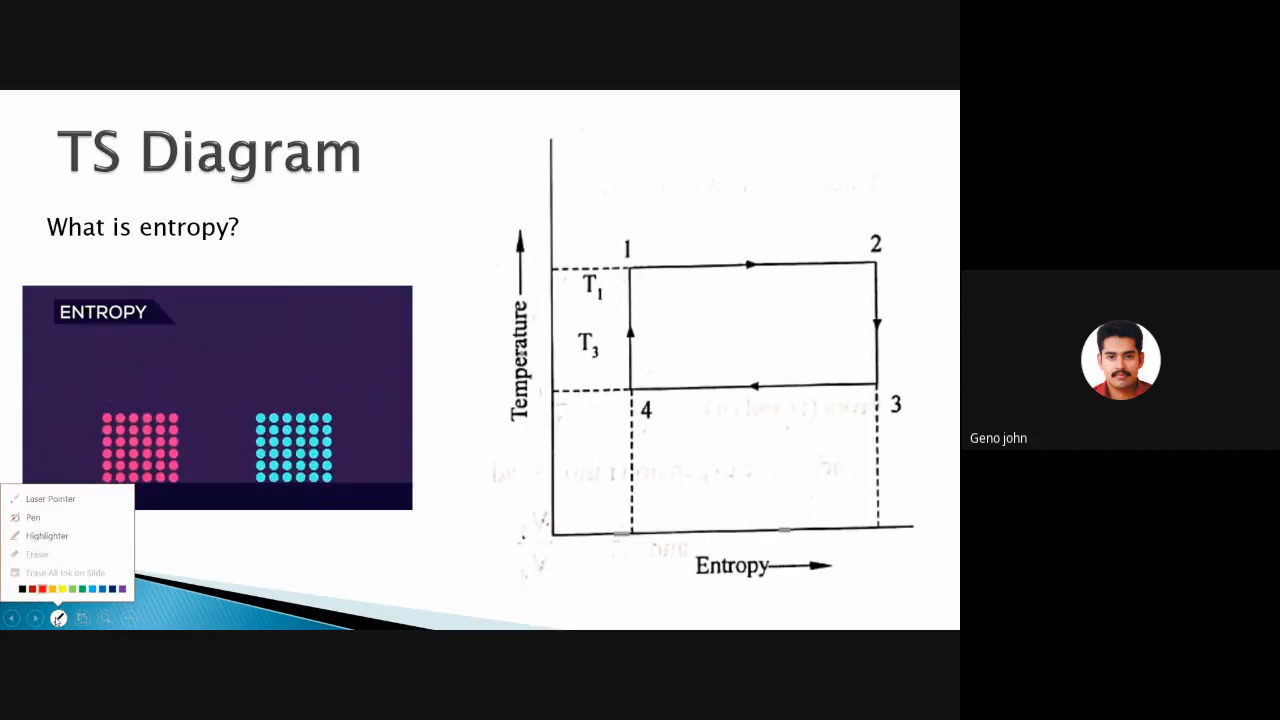 TS Diagram
What is entropy?
ENTROPY
Laser Pointer
Pen
Highlighter
Eraser
Erase All Ink on Slide
1
2
T1
T3
4
3
Temperature
Entropy
Geno john